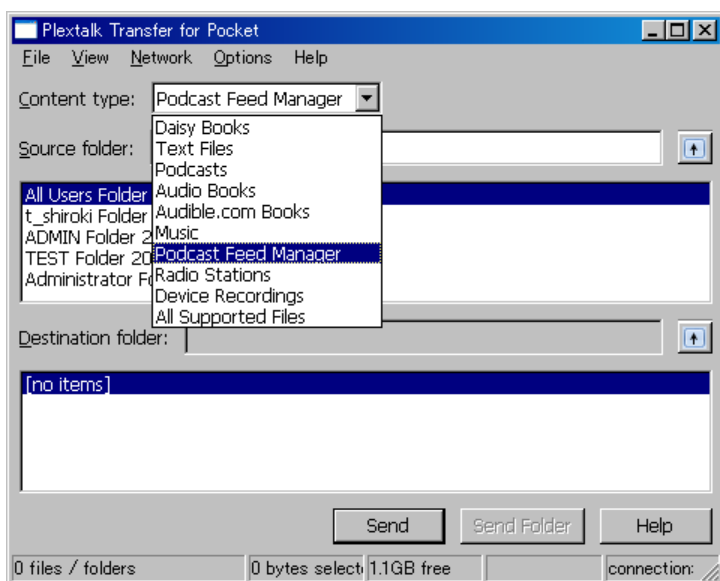 Plextalk Transfer for Pocket
File View Network Options Help
Content type: Podcast Feed Manager
Daisy Books
Source folder: Text Files
Podcasts
All Users Folder Audio Books
t_shiroki Folder Audible.com Books
ADMIN Folder 2 Music
TEST Folder 20 Podcast Feed Manager
Administrator Fo Radio Stations
Device Recordings
All Supported Files
Destination folder:
[no items]
Send Send Folder Help
0 files / folders 0 bytes select 1.1GB free connection: